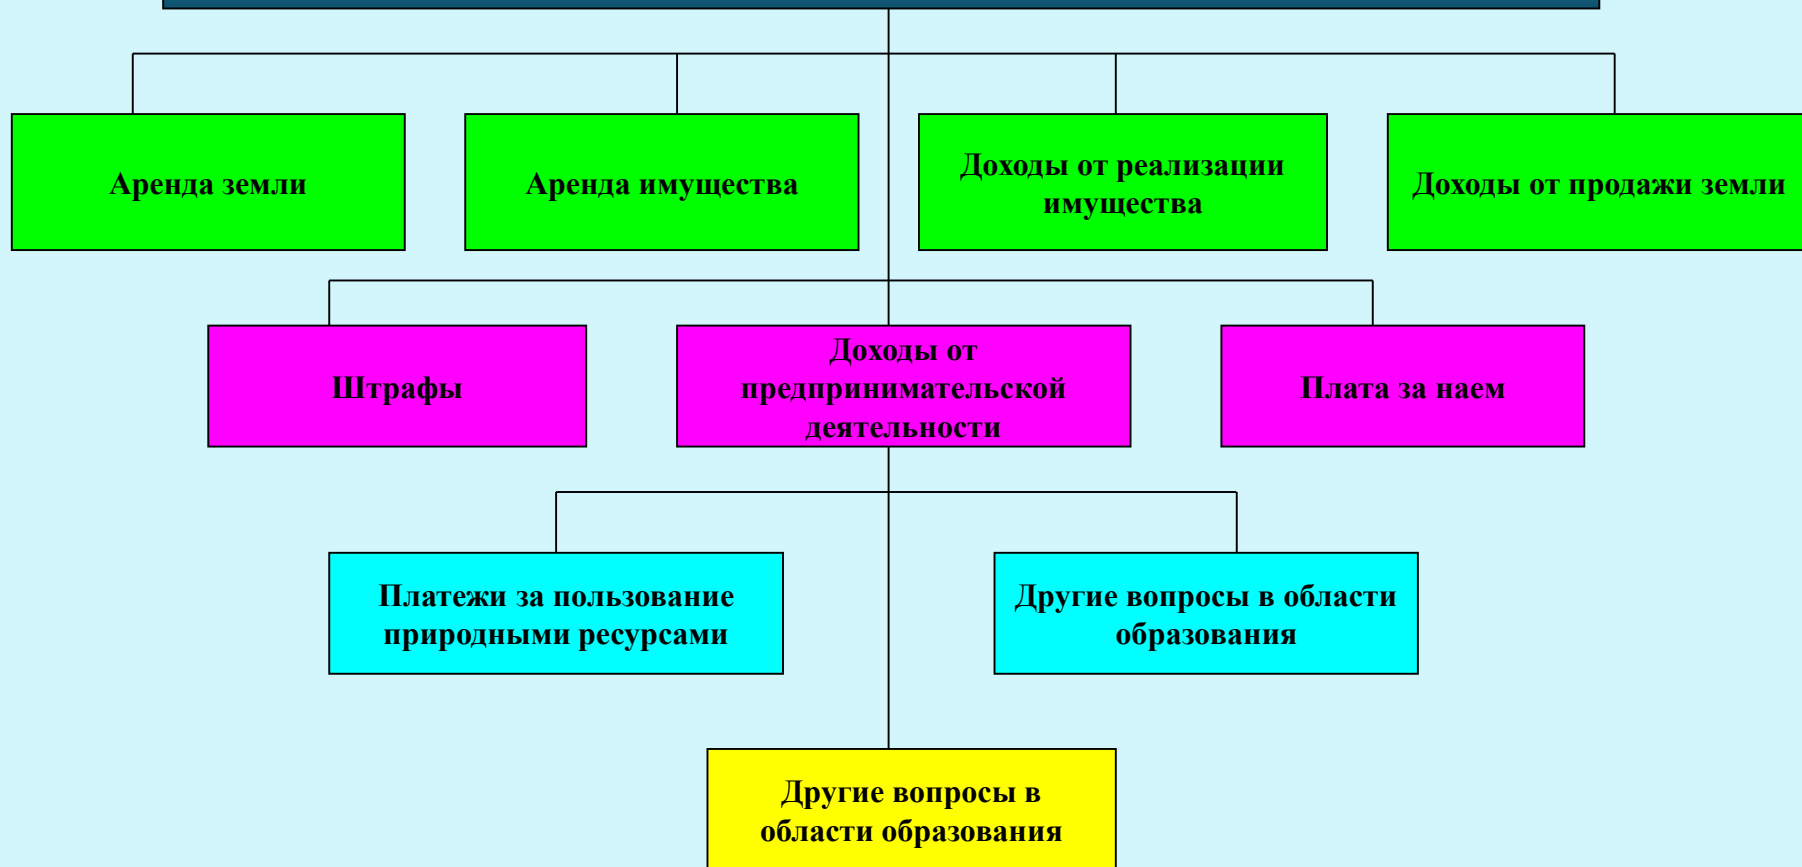 Аренда земли
Аренда имущества
Доходы от реализации
имущества
Доходы от продажи земли
Штрафы
Доходы от
предпринимательской
деятельности
Плата за наем
Платежи за пользование
природными ресурсами
Другие вопросы в области
образования
Другие вопросы в
области образования